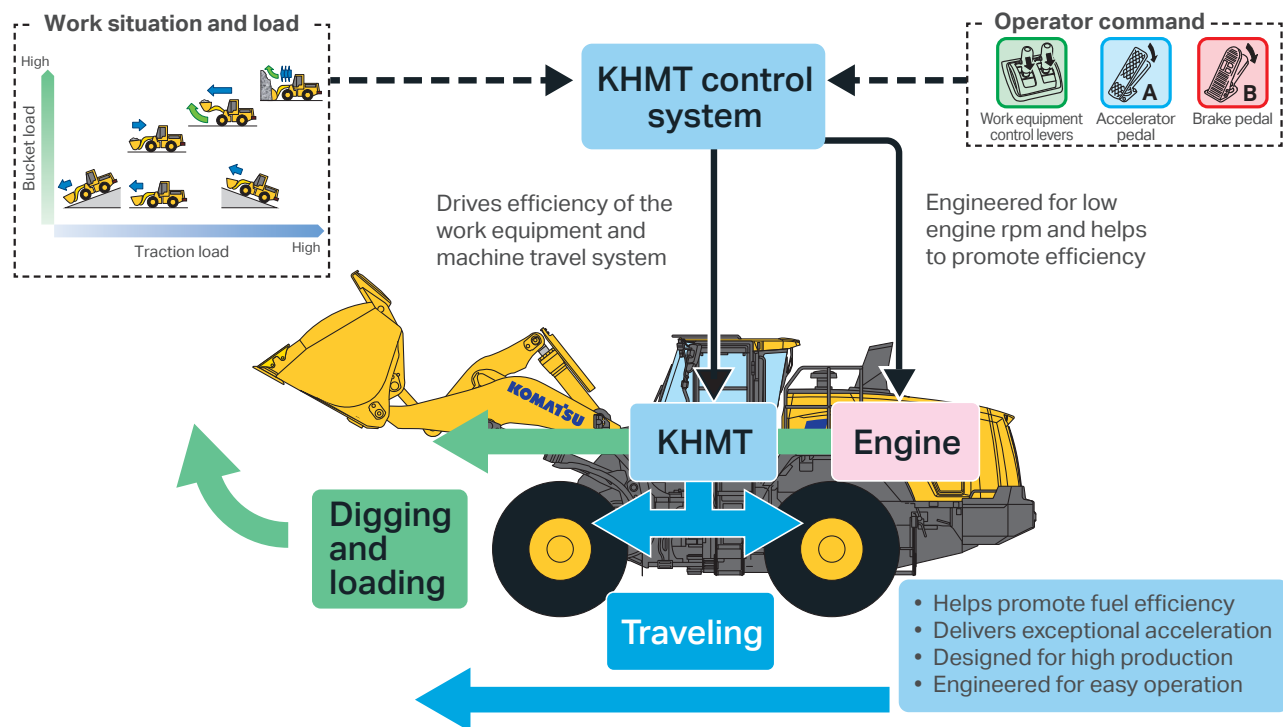 Work situation and load
High
Bucket load
Traction load
High
KHMT control
system
Operator command
A
B
Work equipment
control levers
Accelerator
pedal
Brake pedal
Drives efficiency of the
work equipment and
machine travel system
Engineered for low
engine rpm and helps
to promote efficiency
KOMATSU
KHMT
Engine
Digging
and
loading
Traveling
• Helps promote fuel efficiency
• Delivers exceptional acceleration
• Designed for high production
• Engineered for easy operation